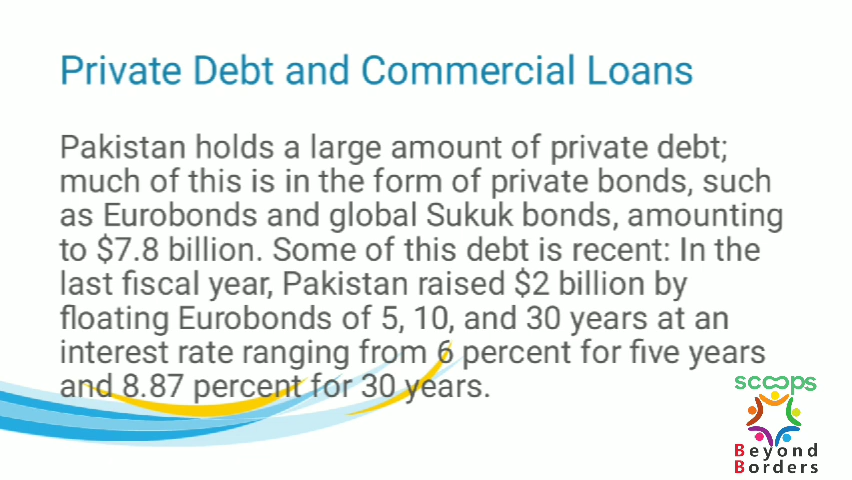 Private Debt and Commercial Loans
Pakistan holds a large amount of private debt;
much of this is in the form of private bonds, such
as Eurobonds and global Sukuk bonds, amounting
to $7.8 billion. Some of this debt is recent: In the
last fiscal year, Pakistan raised $2 billion by
floating Eurobonds of 5, 10, and 30 years at an
interest rate ranging from 6 percent for five years
and 8.87 percent for 30 years.
scoops
Beyond
Borders